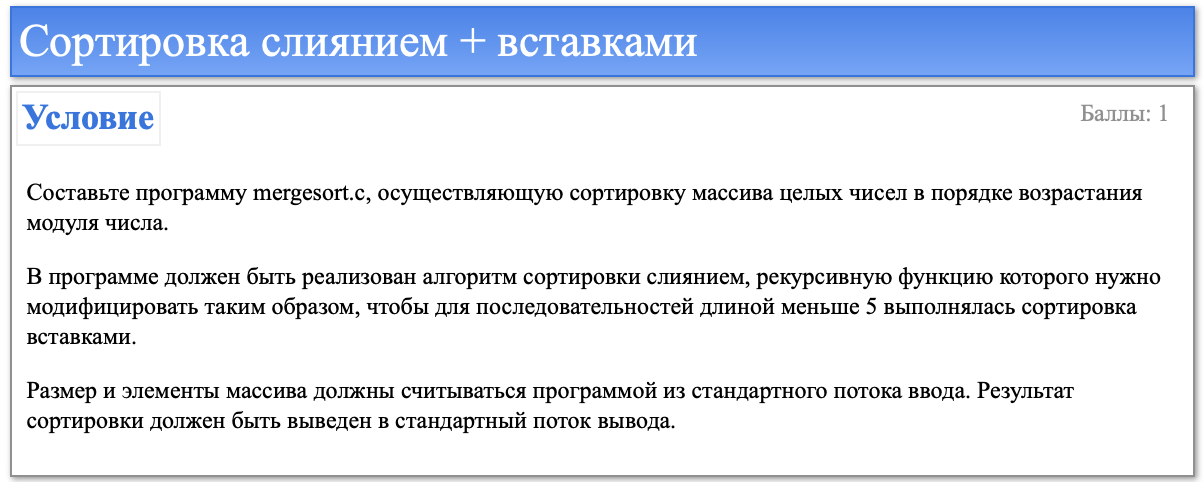 Сортировка слиянием + вставками
Условие
Баллы: 1
Составьте программу mergesort.c, осуществляющую сортировку массива целых чисел в порядке возрастания
модуля числа.
В программе должен быть реализован алгоритм сортировки слиянием, рекурсивную функцию которого нужно
модифицировать таким образом, чтобы для последовательностей длиной меньше 5 выполнялась сортировка
вставками.
Размер и элементы массива должны считываться программой из стандартного потока ввода. Результат
сортировки должен быть выведен в стандартный поток вывода.